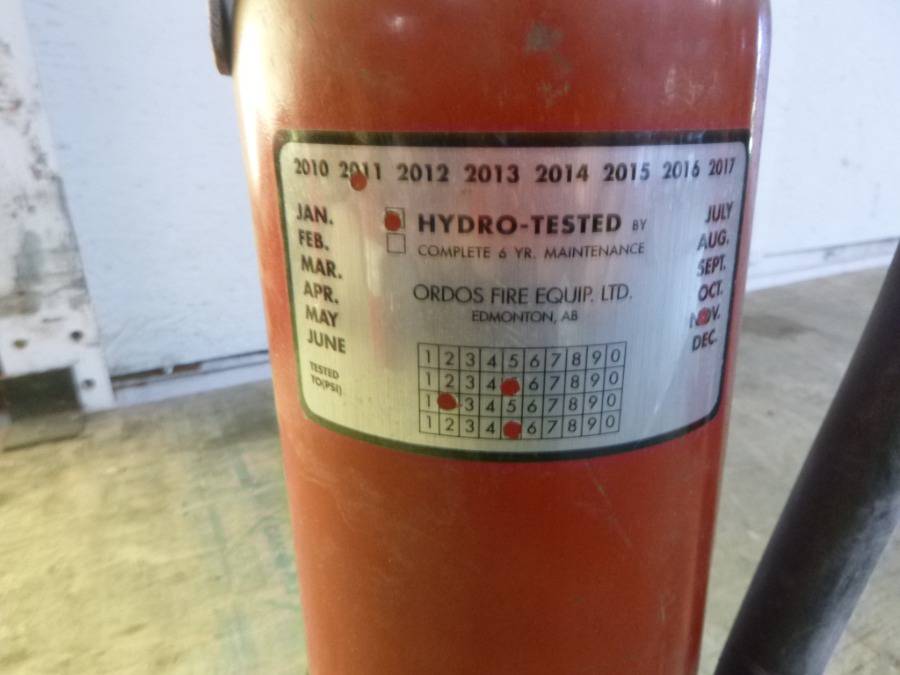 2010 2011 2012 2013 2014 2015 2016 2017
JAN. HYDRO-TESTED BY JULY
FEB. COMPLETE 6 YR. MAINTENANCE AUG.
MAR. SEPT.
APR. ORDOS FIRE EQUIP. LTD. OCT.
MAY EDMONTON, AB NOV.
JUNE DEC.
TESTED
TO(PSI)
1 2 3 4 5 6 7 8 9 0
1 2 3 4 6 7 8 9 0
1 3 4 5 6 7 8 9 0
1 2 3 4 6 7 8 9 0